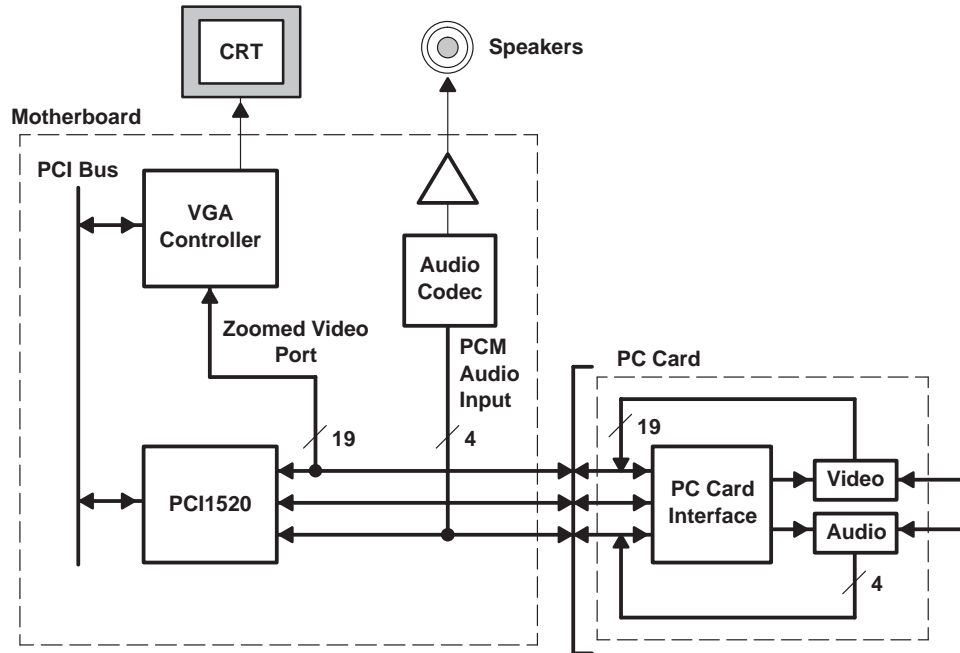 CRT
Speakers
Motherboard
PCI Bus
VGA
Controller
Audio
Codec
Zoomed Video
Port
PCM
Audio
Input
PC Card
19
4
19
PCI1520
PC Card
Interface
Video
Audio
4